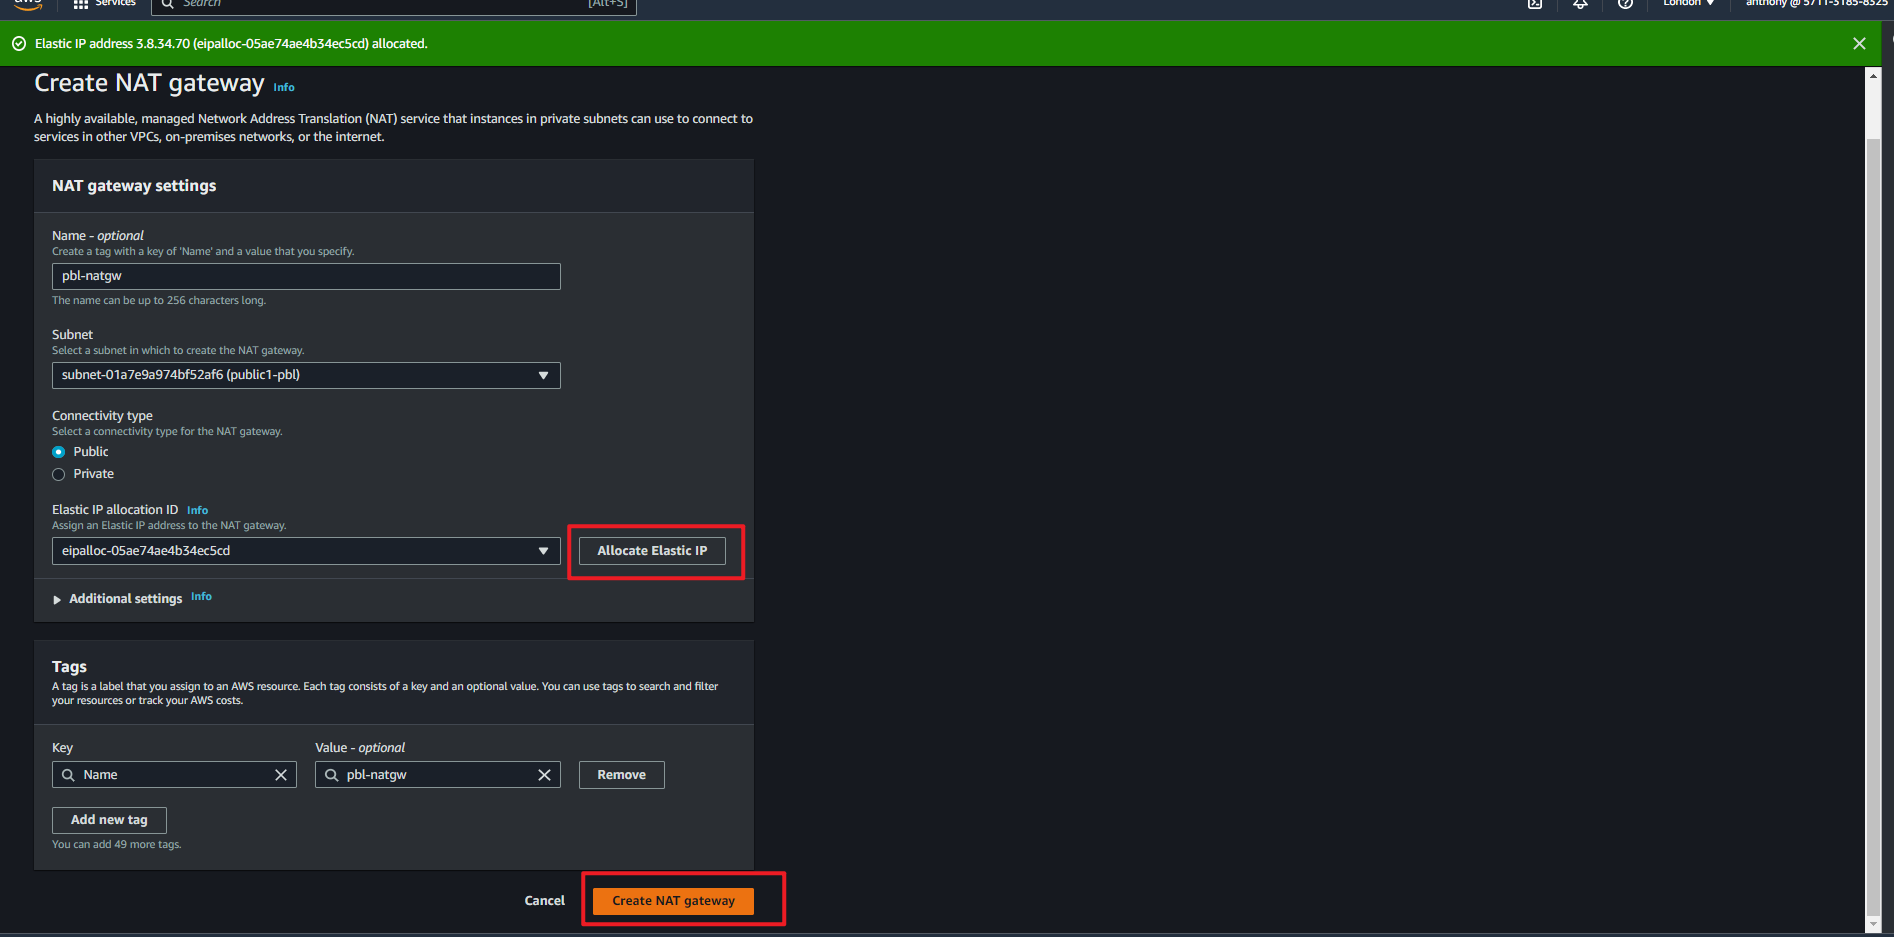 aws
Services
Search
[Alt+S]
London
anthony @ 5711-3185-8325
Elastic IP address 3.8.34.70 (eipalloc-05ae74ae4b34ec5cd) allocated.
Create NAT gateway Info
A highly available, managed Network Address Translation (NAT) service that instances in private subnets can use to connect to
services in other VPCs, on-premises networks, or the internet.
NAT gateway settings
Name - optional
Create a tag with a key of 'Name' and a value that you specify.
pbl-natgw
The name can be up to 256 characters long.
Subnet
Select a subnet in which to create the NAT gateway.
subnet-01a7e9a974bf52af6 (public1-pbl)
Connectivity type
Select a connectivity type for the NAT gateway.
Public
Private
Elastic IP allocation ID Info
Assign an Elastic IP address to the NAT gateway.
eipalloc-05ae74ae4b34ec5cd
Allocate Elastic IP
Additional settings Info
Tags
A tag is a label that you assign to an AWS resource. Each tag consists of a key and an optional value. You can use tags to search and filter
your resources or track your AWS costs.
Key
Value - optional
Name
pbl-natgw
Remove
Add new tag
You can add 49 more tags.
Cancel
Create NAT gateway